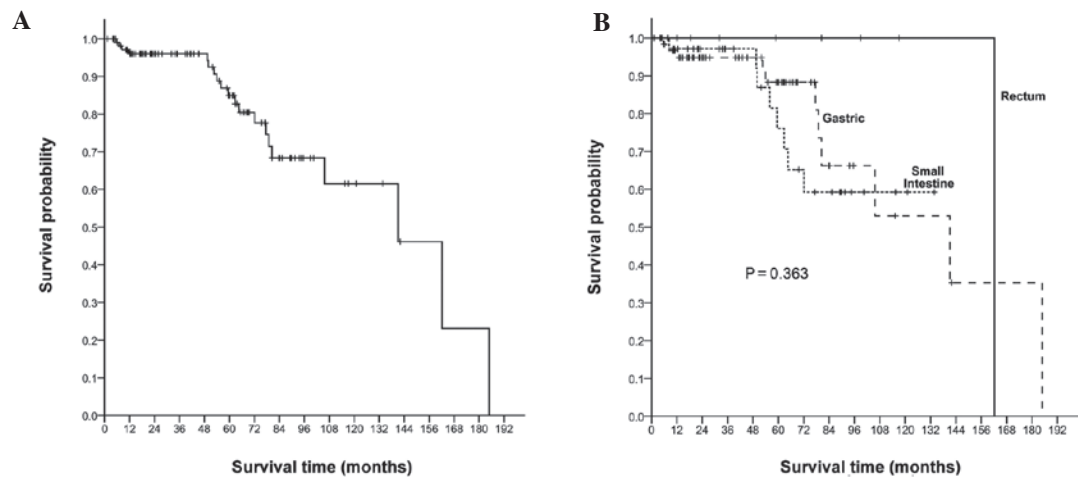 A
1.0
0.9
0.8
0.7
0.6
0.5
0.4
0.3
0.2
0.1
0.0
Survival probability
0 12 24 36 48 60 72 84 96 108 120 132 144 156 168 180 192
Survival time (months)
B
1.0
0.9
0.8
0.7
0.6
0.5
0.4
0.3
0.2
0.1
0.0
Survival probability
Rectum
Gastric
Small
Intestine
P = 0.363
0 12 24 36 48 60 72 84 96 108 120 132 144 156 168 180 192
Survival time (months)